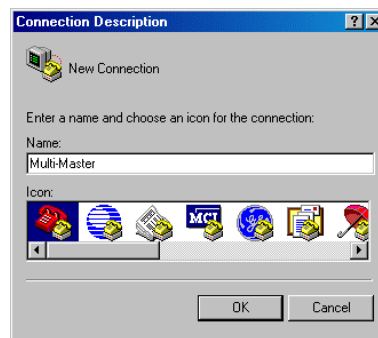 Connection Description
New Connection
Enter a name and choose an icon for the connection:
Name:
Multi-Master
Icon:
MCI
OK
Cancel